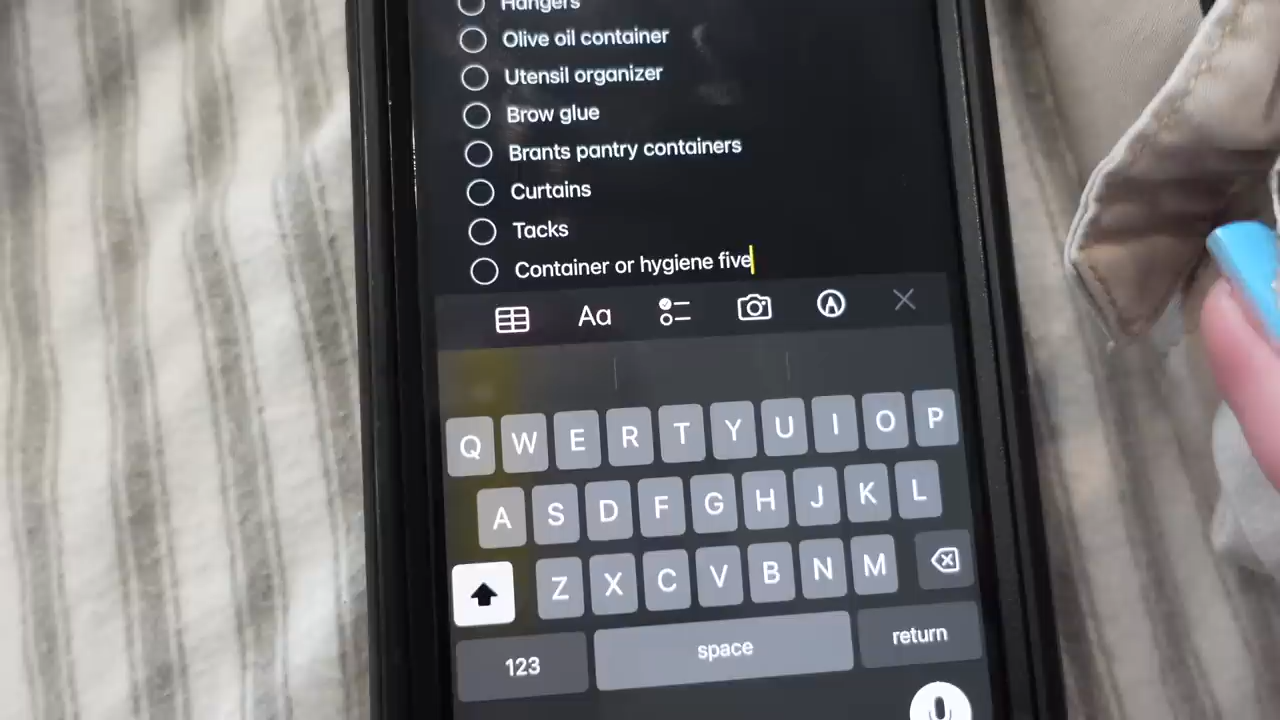 Hangers
Olive oil container
Utensil organizer
Brow glue
Brants pantry containers
Curtains
Tacks
Container or hygiene five
Aa
Q W E R T Y U I O P
A S D F G H J K L
Z X C V B N M
123 space return